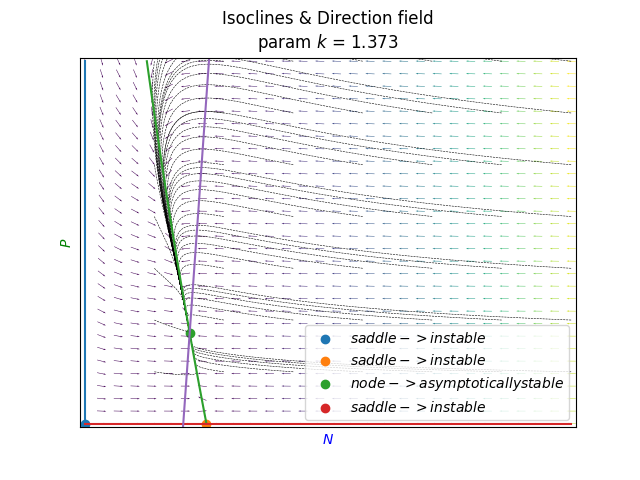 Isoclines & Direction field
param k = 1.373
P
saddle -> instable
saddle -> instable
node -> asymptoticallystable
saddle -> instable
N